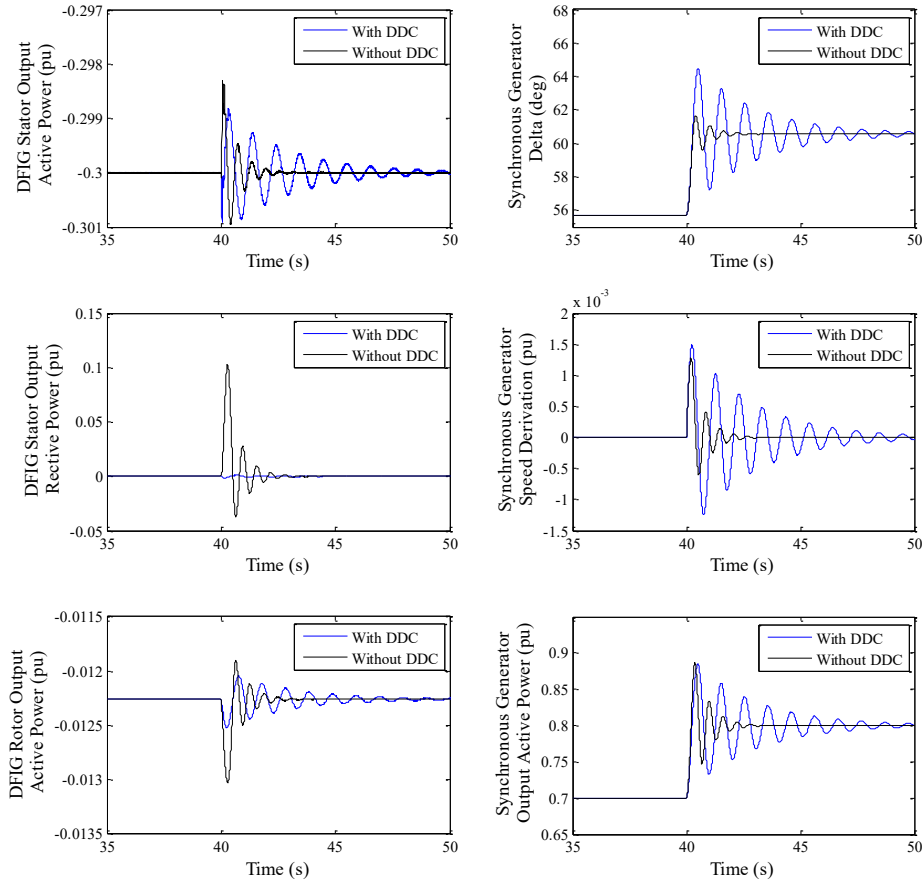 DFIG Stator Output
Active Power (pu)
-0.297
-0.298
-0.299
-0.3
-0.301
With DDC
Without DDC
35
40
45
50
Time (s)
Synchronous Generator
Delta (deg)
68
66
64
62
60
58
56
With DDC
Without DDC
35
40
45
50
Time (s)
DFIG Stator Output
Rective Power (pu)
0.15
0.1
0.05
0
-0.05
With DDC
Without DDC
35
40
45
50
Time (s)
Synchronous Generator
Speed Derivation (pu)
x 10-3
2
1.5
1
0.5
0
-0.5
-1
-1.5
With DDC
Without DDC
35
40
45
50
Time (s)
DFIG Rotor Output
Active Power (pu)
-0.0115
-0.012
-0.0125
-0.013
-0.0135
With DDC
Without DDC
35
40
45
50
Time (s)
Synchronous Generator
Output Active Power (pu)
0.9
0.85
0.8
0.75
0.7
0.65
With DDC
Without DDC
35
40
45
50
Time (s)